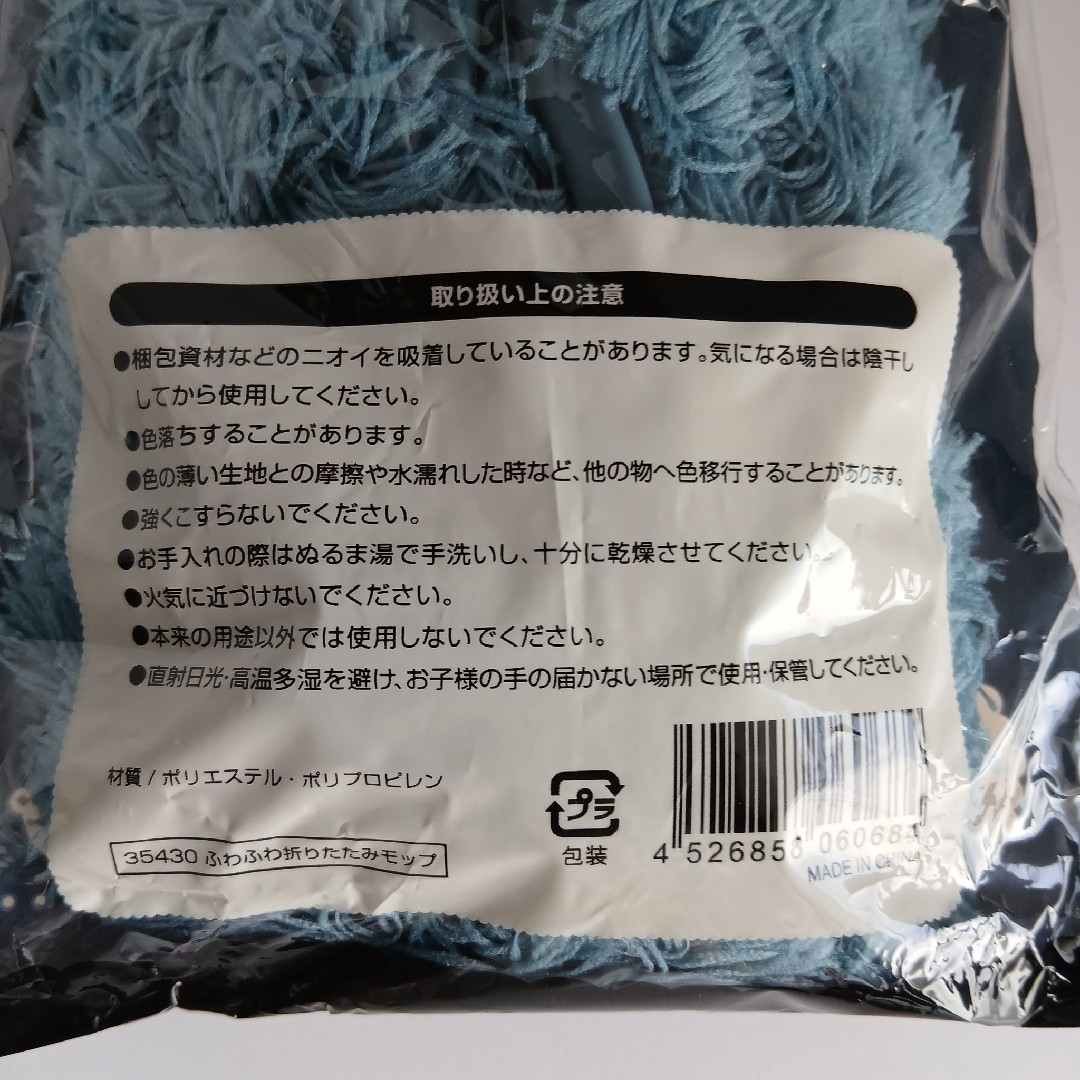 取り扱い上の注意
●梱包資材などのニオイを吸着していることがあります。気になる場合は陰干し
してから使用してください。
●色落ちすることがあります。
●色の薄い生地との摩擦や水濡れした時など、他の物へ色移行することがあります。
●強くこすらないでください。
●お手入れの際はぬるま湯で手洗いし、十分に乾燥させてください。
●火気に近づけないでください。
●本来の用途以外では使用しないでください。
●直射日光・高温多湿を避け、お子様の手の届かない場所で使用・保管してください。
材質 / ポリエステル・ポリプロピレン
プラ
包装
35430 ふわふわ折りたたみモップ
4 526858 06068
MADE IN CHINA